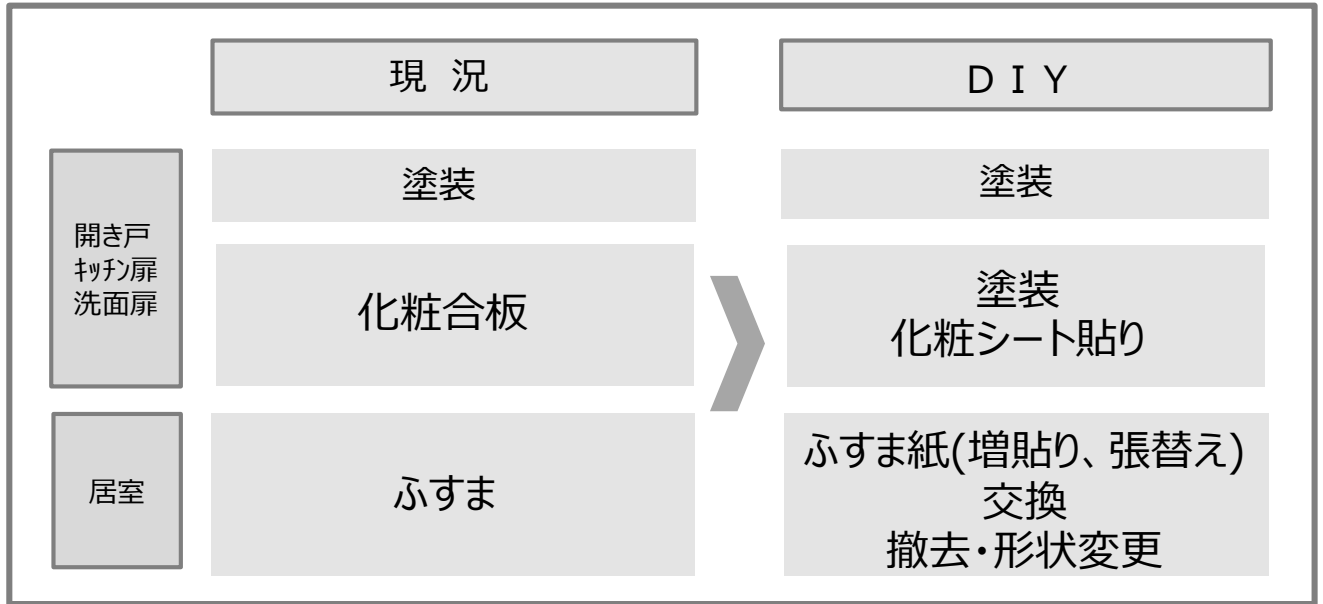 現 況
ＤＩＹ
開き戸
ｷｯﾁﾝ扉
洗面扉
塗装
塗装
化粧合板
塗装
化粧シート貼り
居室
ふすま
ふすま紙(増貼り、張替え)
交換
撤去・形状変更